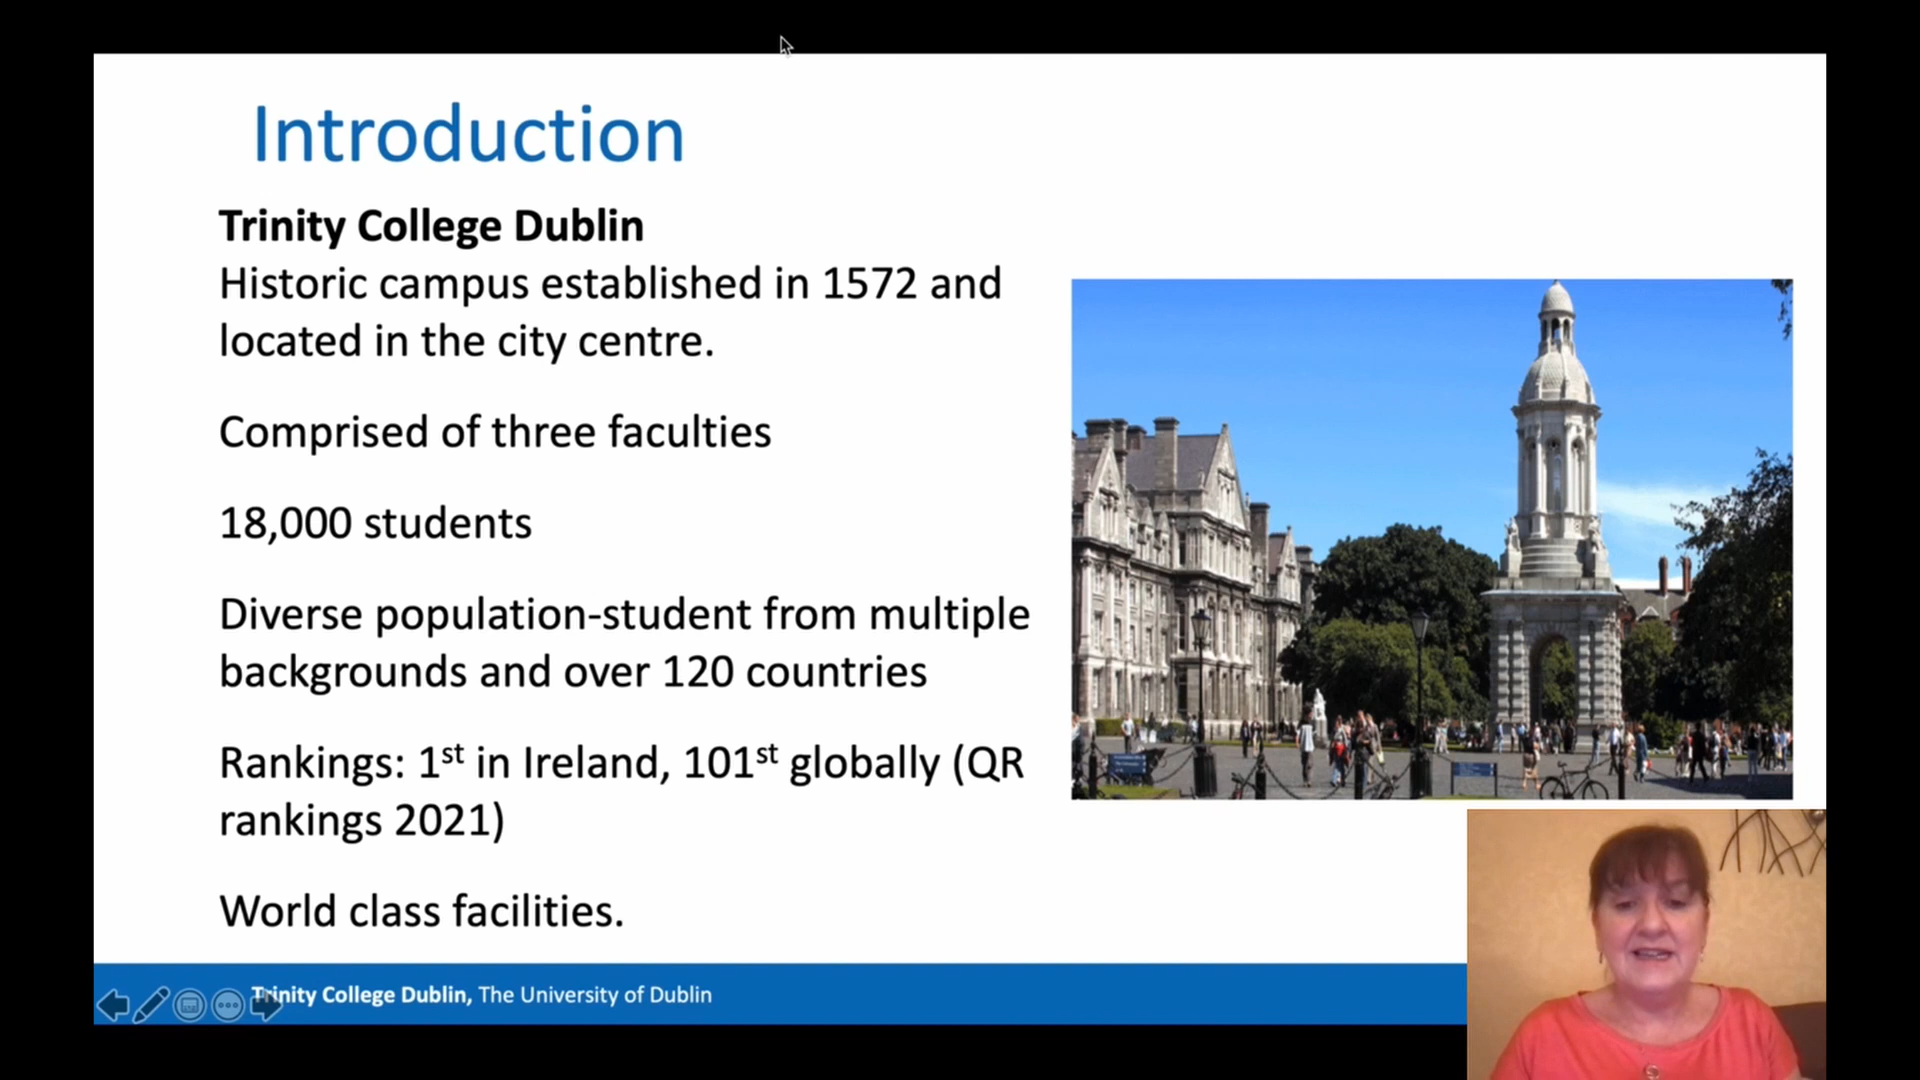 Introduction
Trinity College Dublin
Historic campus established in 1572 and
located in the city centre.
Comprised of three faculties
18,000 students
Diverse population-student from multiple
backgrounds and over 120 countries
Rankings: 1st in Ireland, 101st globally (QR
rankings 2021)
World class facilities.
Trinity College Dublin, The University of Dublin